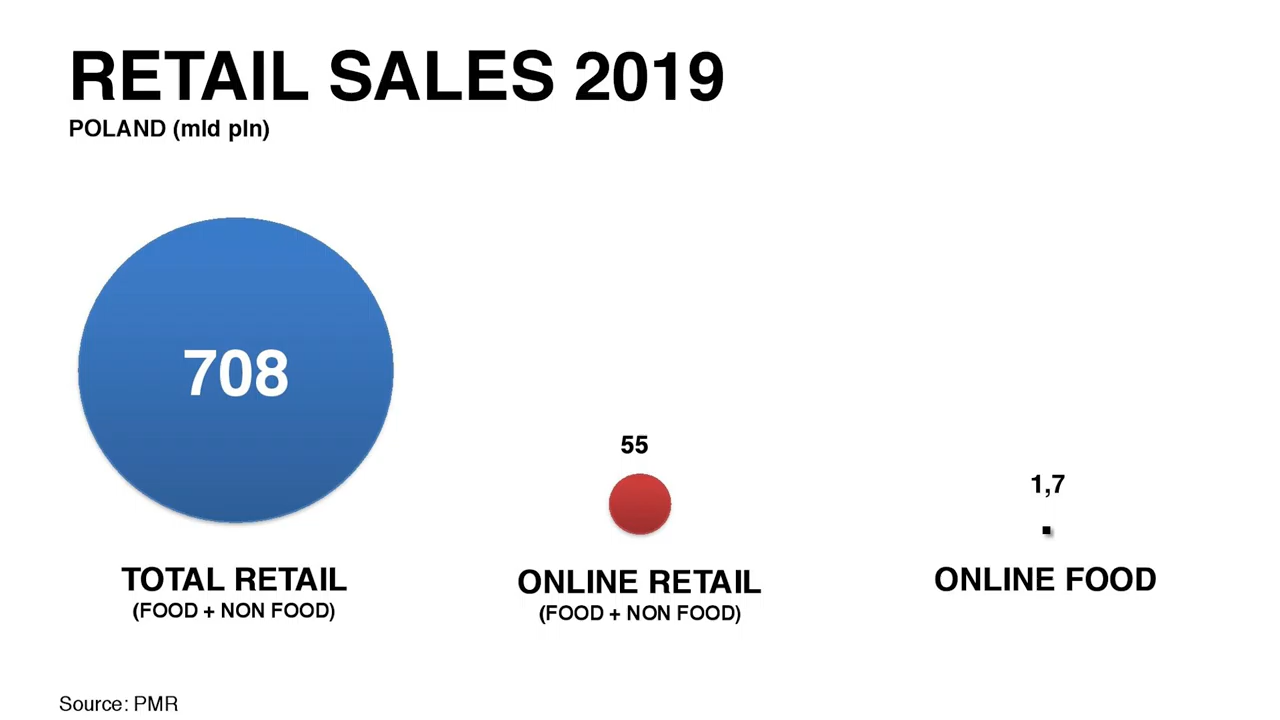 RETAIL SALES 2019
POLAND (mld pln)
708
55
1,7
TOTAL RETAIL
(FOOD + NON FOOD)
ONLINE RETAIL
(FOOD + NON FOOD)
ONLINE FOOD
Source: PMR